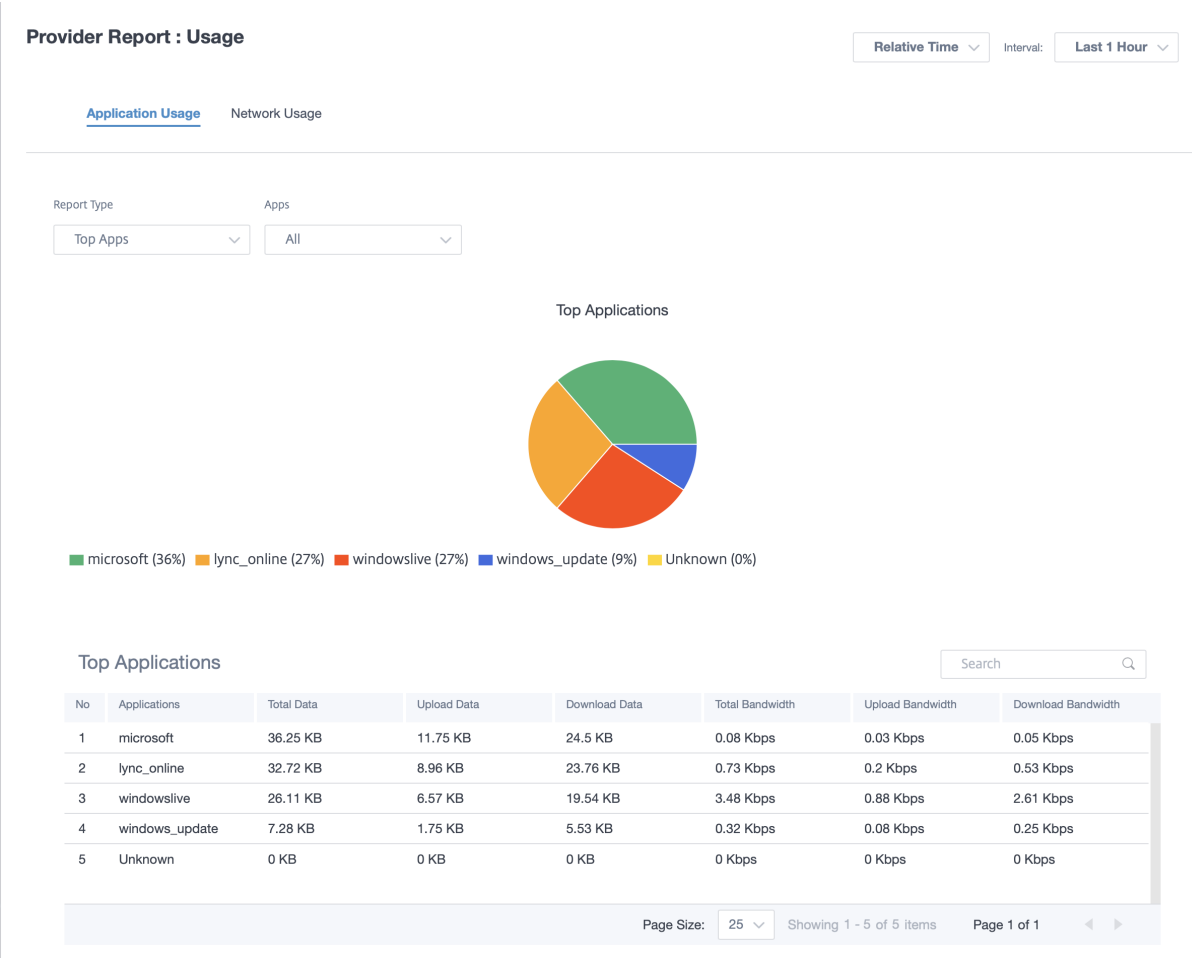 Provider Report : Usage
Relative Time
Interval:
Last 1 Hour
Application Usage
Network Usage
Report Type
Apps
Top Apps
All
Top Applications
microsoft (36%) lync_online (27%) windowslive (27%) windows_update (9%) Unknown (0%)
Top Applications
Search
No Applications Total Data Upload Data Download Data Total Bandwidth Upload Bandwidth Download Bandwidth
1 microsoft 36.25 KB 11.75 KB 24.5 KB 0.08 Kbps 0.03 Kbps 0.05 Kbps
2 lync_online 32.72 KB 8.96 KB 23.76 KB 0.73 Kbps 0.2 Kbps 0.53 Kbps
3 windowslive 26.11 KB 6.57 KB 19.54 KB 3.48 Kbps 0.88 Kbps 2.61 Kbps
4 windows_update 7.28 KB 1.75 KB 5.53 KB 0.32 Kbps 0.08 Kbps 0.25 Kbps
5 Unknown 0 KB 0 KB 0 KB 0 Kbps 0 Kbps 0 Kbps
Page Size: 25 Showing 1 - 5 of 5 items Page 1 of 1